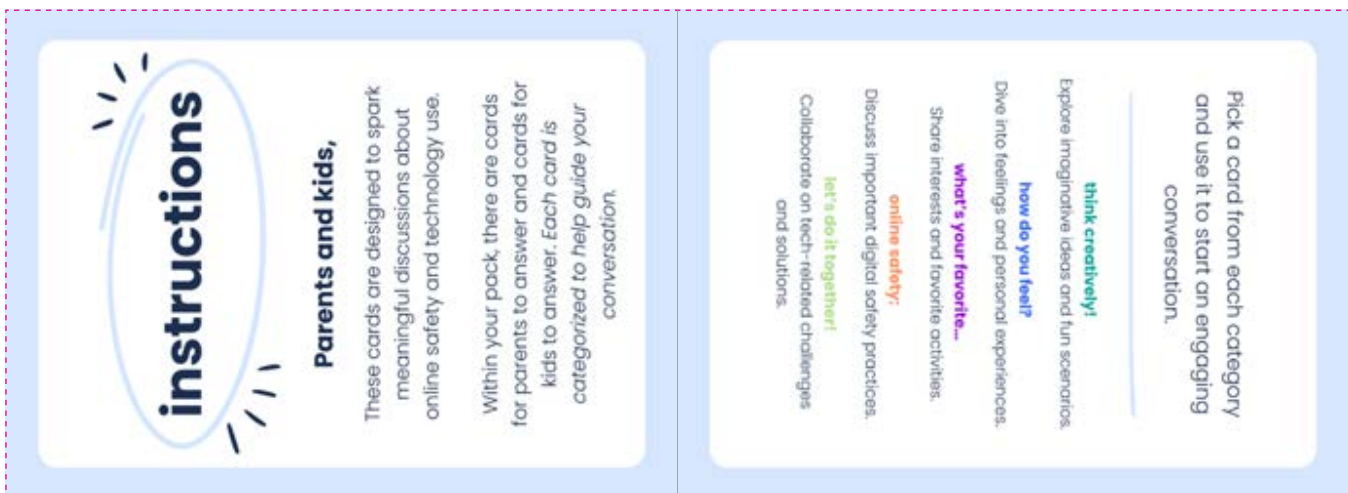 instructions
Parents and kids,
These cards are designed to spark
meaningful discussions about
online safety and technology use.
Within your pack, there are cards
for parents to answer and cards for
kids to answer. Each card is
categorized to help guide your
conversation.
Pick a card from each category
and use it to start an engaging
conversation.
think creatively!
Explore imaginative ideas and fun scenarios.
how do you feel?
Dive into feelings and personal experiences.
what's your favorite...
Share interests and favorite activities.
online safety:
Discuss important digital safety practices.
let's do it together!
Collaborate on tech-related challenges
and solutions.